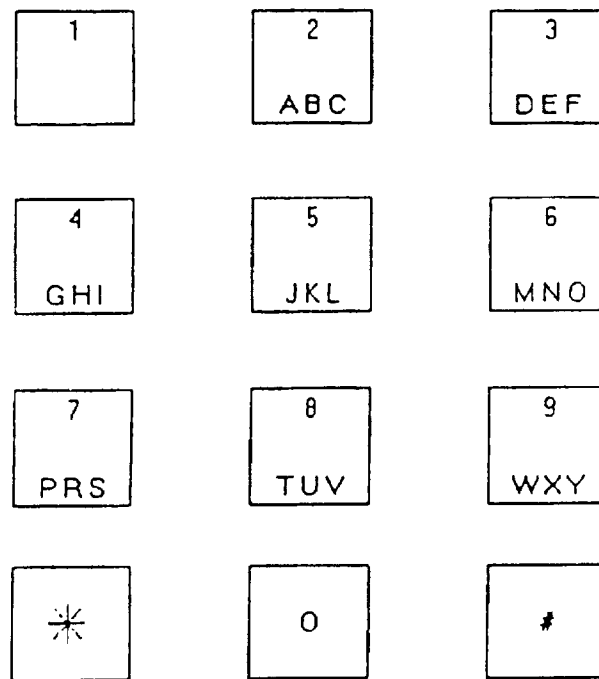 1 2 3
ABC DEF
4 5 6
GHI JKL MNO
7 8 9
PRS TUV WXY
* 0 #